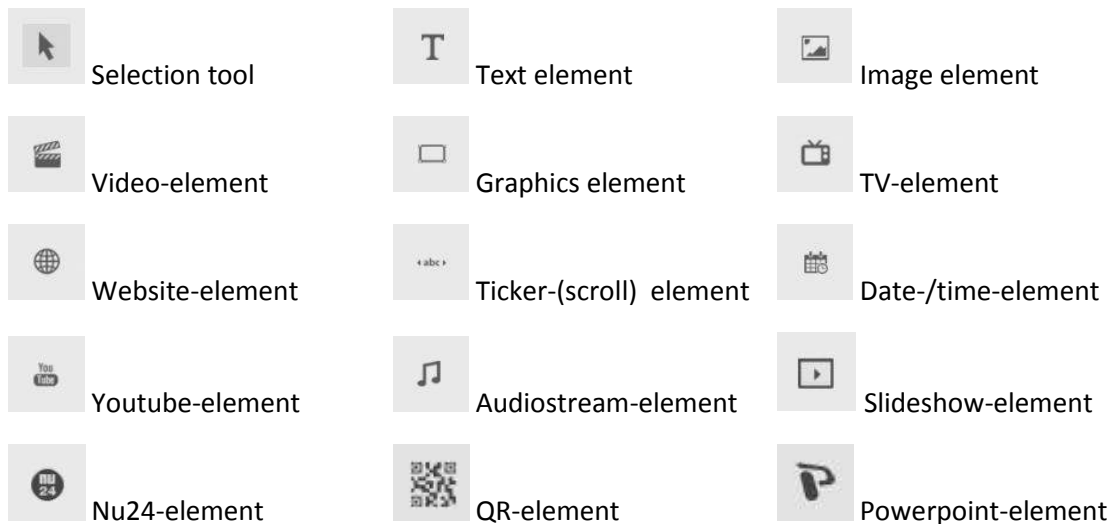 T
Selection tool Text element Image element
Video-element Graphics element TV-element
abc
Website-element Ticker-(scroll) element Date-/time-element
You
Tube
Youtube-element Audiostream-element Slideshow-element
nu
24
Nu24-element QR-element Powerpoint-element